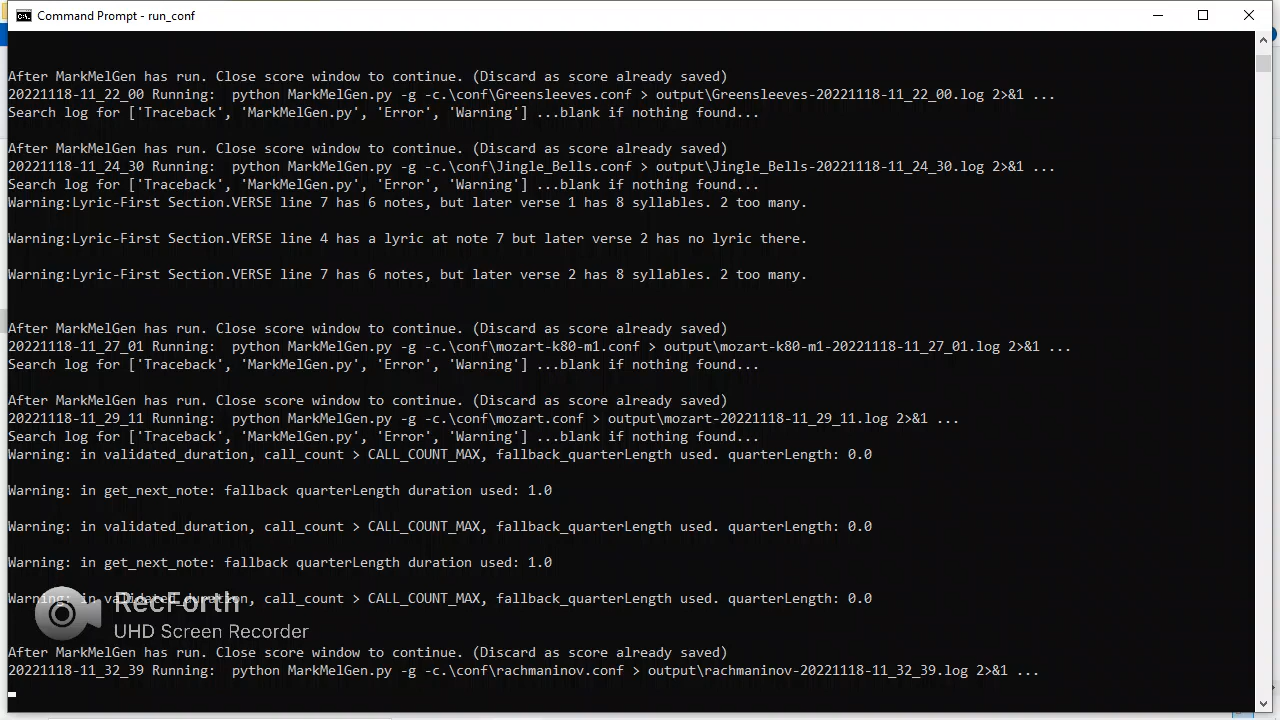 Command Prompt - run_conf
After MarkMelGen has run. Close score window to continue. (Discard as score already saved)
20221118-11_22_00 Running:  python MarkMelGen.py -g -c.\conf\Greensleeves.conf > output\Greensleeves-20221118-11_22_00.log 2>&1 ...
Search log for ['Traceback', 'MarkMelGen.py', 'Error', 'Warning'] ...blank if nothing found...
After MarkMelGen has run. Close score window to continue. (Discard as score already saved)
20221118-11_24_30 Running:  python MarkMelGen.py -g -c.\conf\Jingle_Bells.conf > output\Jingle_Bells-20221118-11_24_30.log 2>&1 ...
Search log for ['Traceback', 'MarkMelGen.py', 'Error', 'Warning'] ...blank if nothing found...
Warning:Lyric-First Section.VERSE line 7 has 6 notes, but later verse 1 has 8 syllables. 2 too many.
Warning:Lyric-First Section.VERSE line 4 has a lyric at note 7 but later verse 2 has no lyric there.
Warning:Lyric-First Section.VERSE line 7 has 6 notes, but later verse 2 has 8 syllables. 2 too many.
After MarkMelGen has run. Close score window to continue. (Discard as score already saved)
20221118-11_27_01 Running:  python MarkMelGen.py -g -c.\conf\mozart-k80-m1.conf > output\mozart-k80-m1-20221118-11_27_01.log 2>&1 ...
Search log for ['Traceback', 'MarkMelGen.py', 'Error', 'Warning'] ...blank if nothing found...
After MarkMelGen has run. Close score window to continue. (Discard as score already saved)
20221118-11_29_11 Running:  python MarkMelGen.py -g -c.\conf\mozart.conf > output\mozart-20221118-11_29_11.log 2>&1 ...
Search log for ['Traceback', 'MarkMelGen.py', 'Error', 'Warning'] ...blank if nothing found...
Warning: in validated_duration, call_count > CALL_COUNT_MAX, fallback_quarterLength used. quarterLength: 0.0
Warning: in get_next_note: fallback quarterLength duration used: 1.0
Warning: in validated_duration, call_count > CALL_COUNT_MAX, fallback_quarterLength used. quarterLength: 0.0
Warning: in get_next_note: fallback quarterLength duration used: 1.0
Warning: in validated_duration, call_count > CALL_COUNT_MAX, fallback_quarterLength used. quarterLength: 0.0
RecForth
UHD Screen Recorder
After MarkMelGen has run. Close score window to continue. (Discard as score already saved)
20221118-11_32_39 Running:  python MarkMelGen.py -g -c.\conf\rachmaninov.conf > output\rachmaninov-20221118-11_32_39.log 2>&1 ...